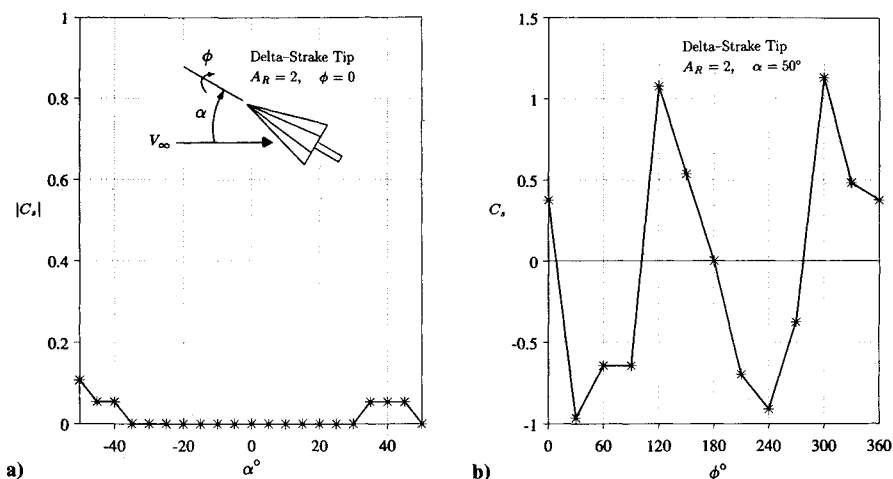 1
0.8
0.6
|Cₛ|
0.4
0.2
0
-40
-20
0
20
40
α°
a)
Delta-Strake Tip
A_R = 2, ϕ = 0
ϕ
α
V∞
1.5
1
0.5
Cₛ
0
-0.5
-1
0
60
120
180
240
300
360
ϕ°
b)
Delta-Strake Tip
A_R = 2, α = 50°